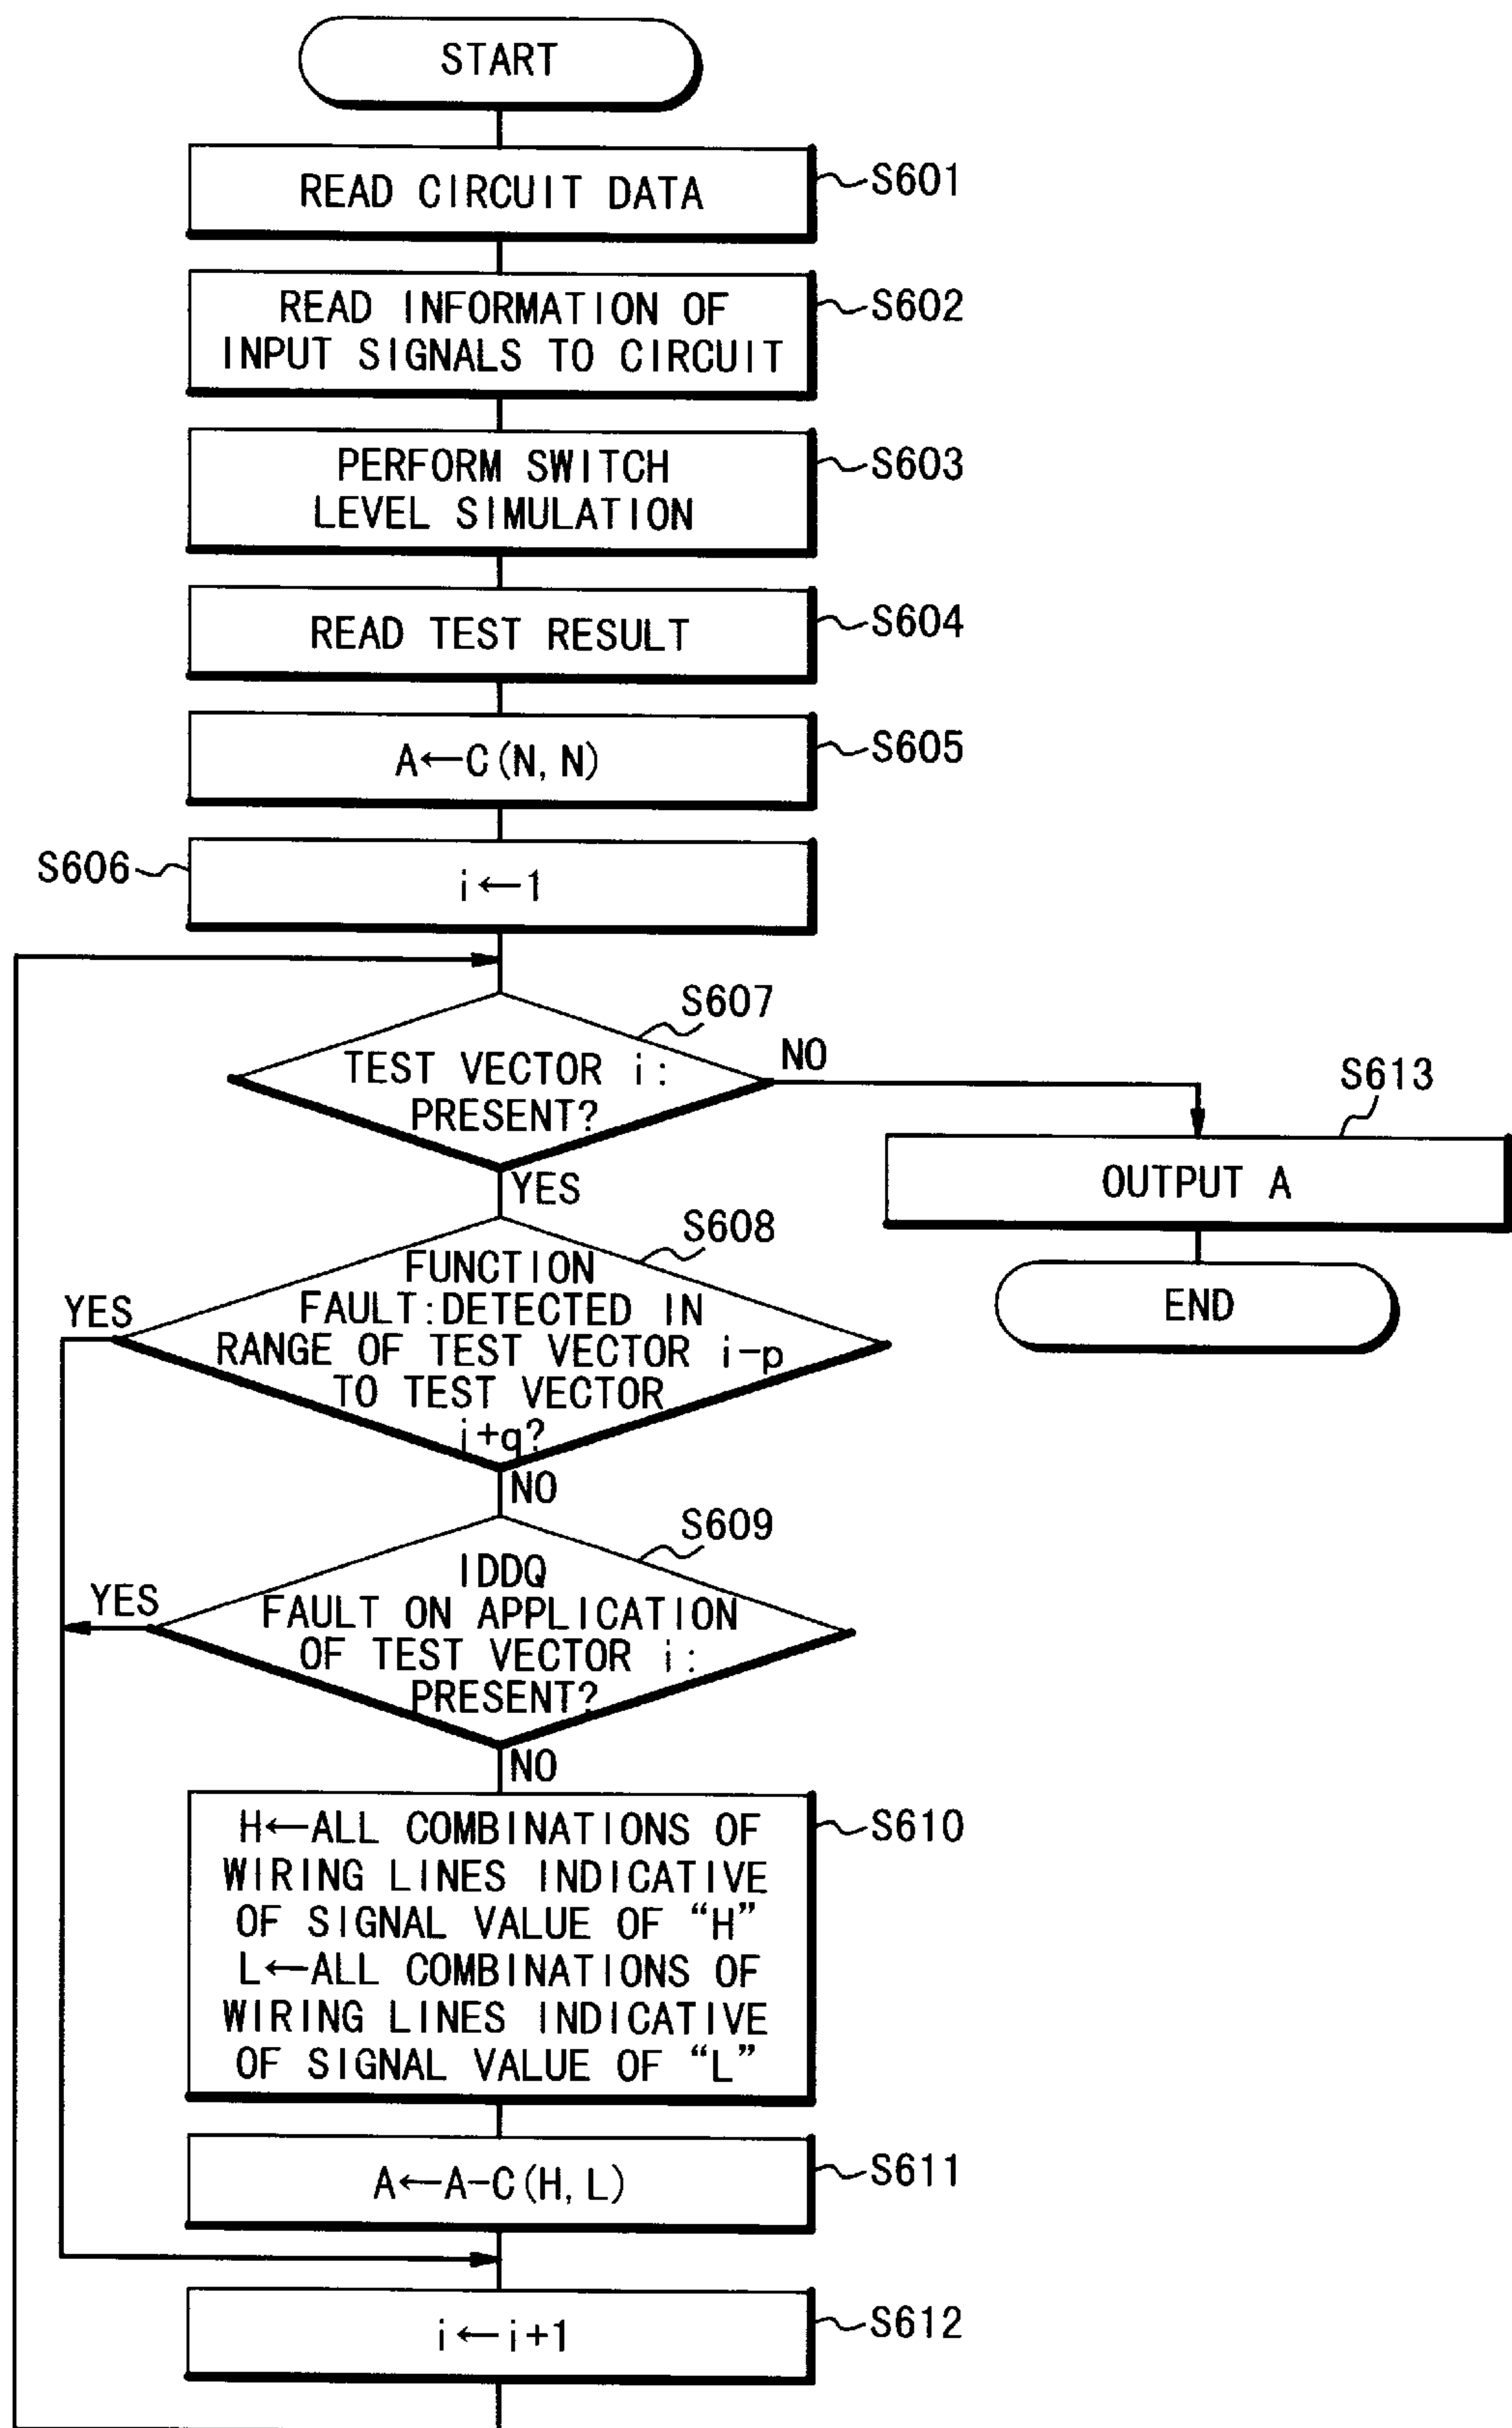 START
READ CIRCUIT DATA
S601
READ INFORMATION OF
INPUT SIGNALS TO CIRCUIT
S602
PERFORM SWITCH
LEVEL SIMULATION
S603
READ TEST RESULT
S604
A←C(N,N)
S605
S606
i←1
S607
TEST VECTOR i:
PRESENT?
NO
YES
S613
OUTPUT A
END
S608
FUNCTION
FAULT:DETECTED IN
RANGE OF TEST VECTOR i-p
TO TEST VECTOR
i+q?
YES
NO
S609
IDDQ
FAULT ON APPLICATION
OF TEST VECTOR i:
PRESENT?
YES
NO
H←ALL COMBINATIONS OF
WIRING LINES INDICATIVE
OF SIGNAL VALUE OF “H”
L←ALL COMBINATIONS OF
WIRING LINES INDICATIVE
OF SIGNAL VALUE OF “L”
S610
A←A-C(H,L)
S611
i←i+1
S612